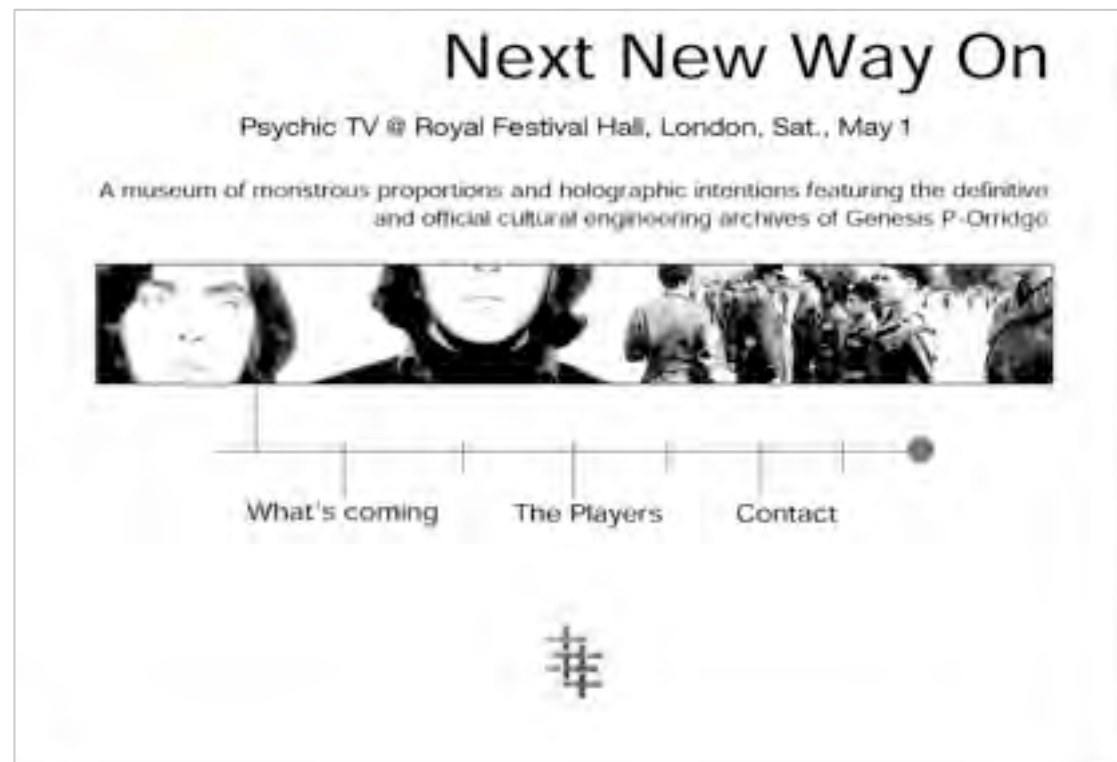 Next New Way On
Psychic TV @ Royal Festival Hall, London, Sat., May 1
A museum of monstrous proportions and holographic intentions featuring the definitive
and official cultural engineering archives of Genesis P-Orridge
What's coming
The Players
Contact